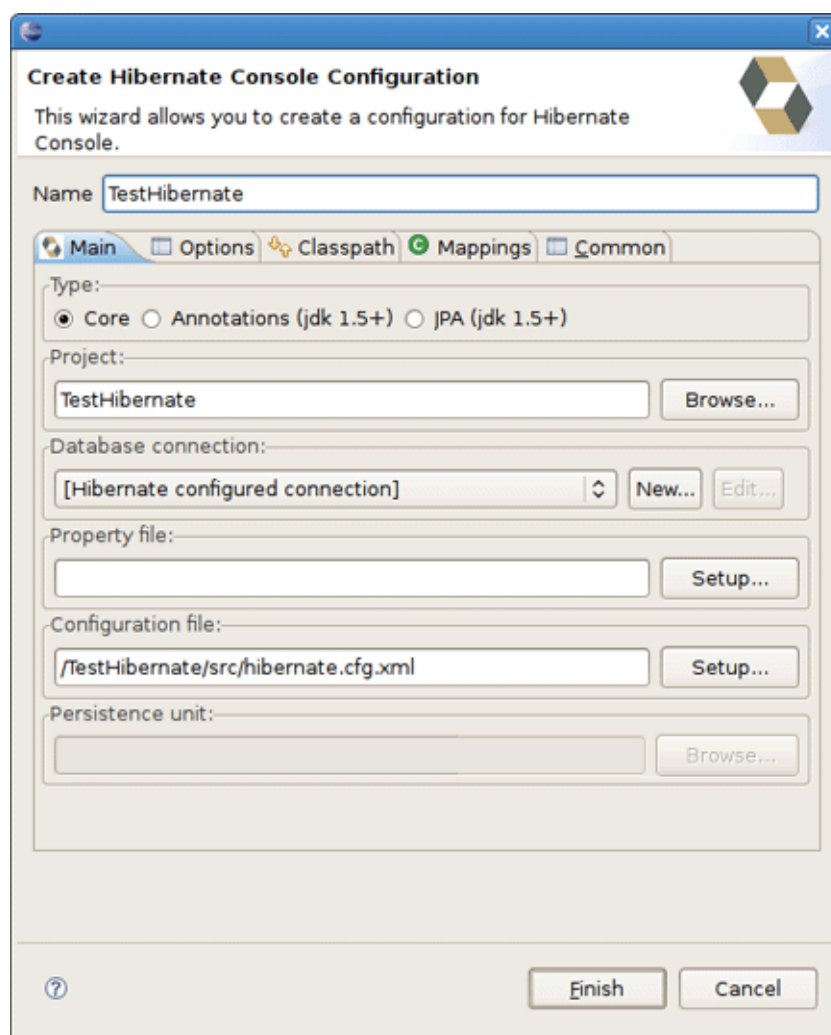 Create Hibernate Console Configuration
This wizard allows you to create a configuration for Hibernate
Console.
Name TestHibernate
Main Options Classpath Mappings Common
Type:
Core Annotations (jdk 1.5+) JPA (jdk 1.5+)
Project:
TestHibernate Browse...
Database connection:
[Hibernate configured connection] New... Edit...
Property file:
Setup...
Configuration file:
/TestHibernate/src/hibernate.cfg.xml Setup...
Persistence unit:
Browse...
Finish Cancel